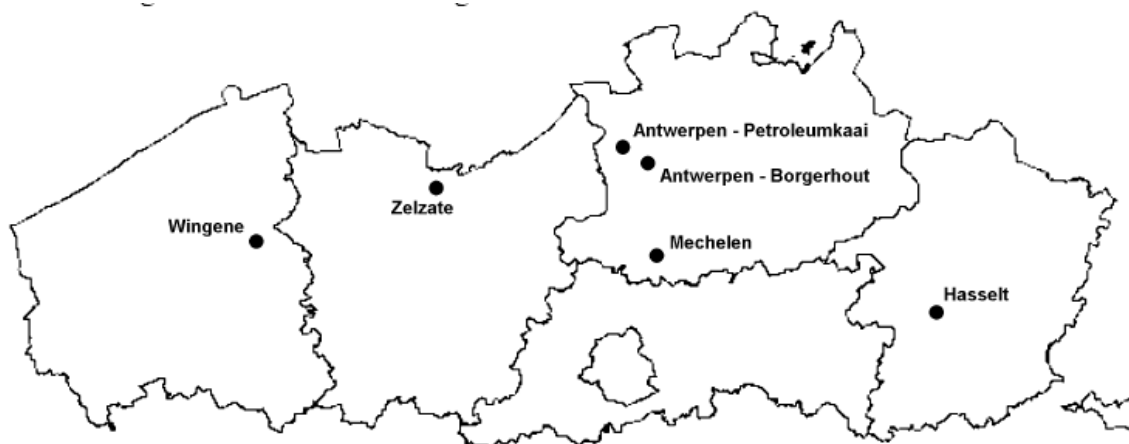 Antwerpen - Petroleumkaai
Antwerpen - Borgerhout
Zelzate
Wingene
Mechelen
Hasselt